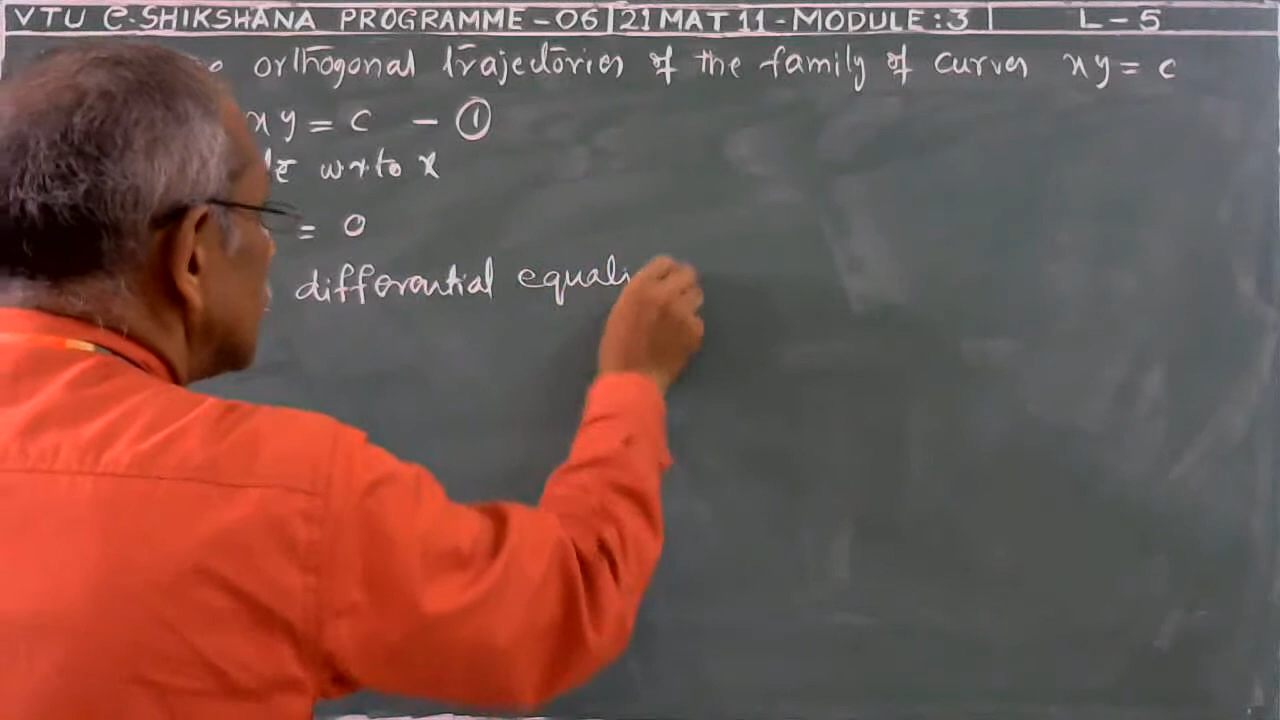 VTU e-SHIKSHANA PROGRAMME - 06 | 21 MAT 11 - MODULE : 3 | L - 5
orthogonal trajectories of the family of curves xy = c
xy = c - ①
w.r.to x
= 0
differential equati